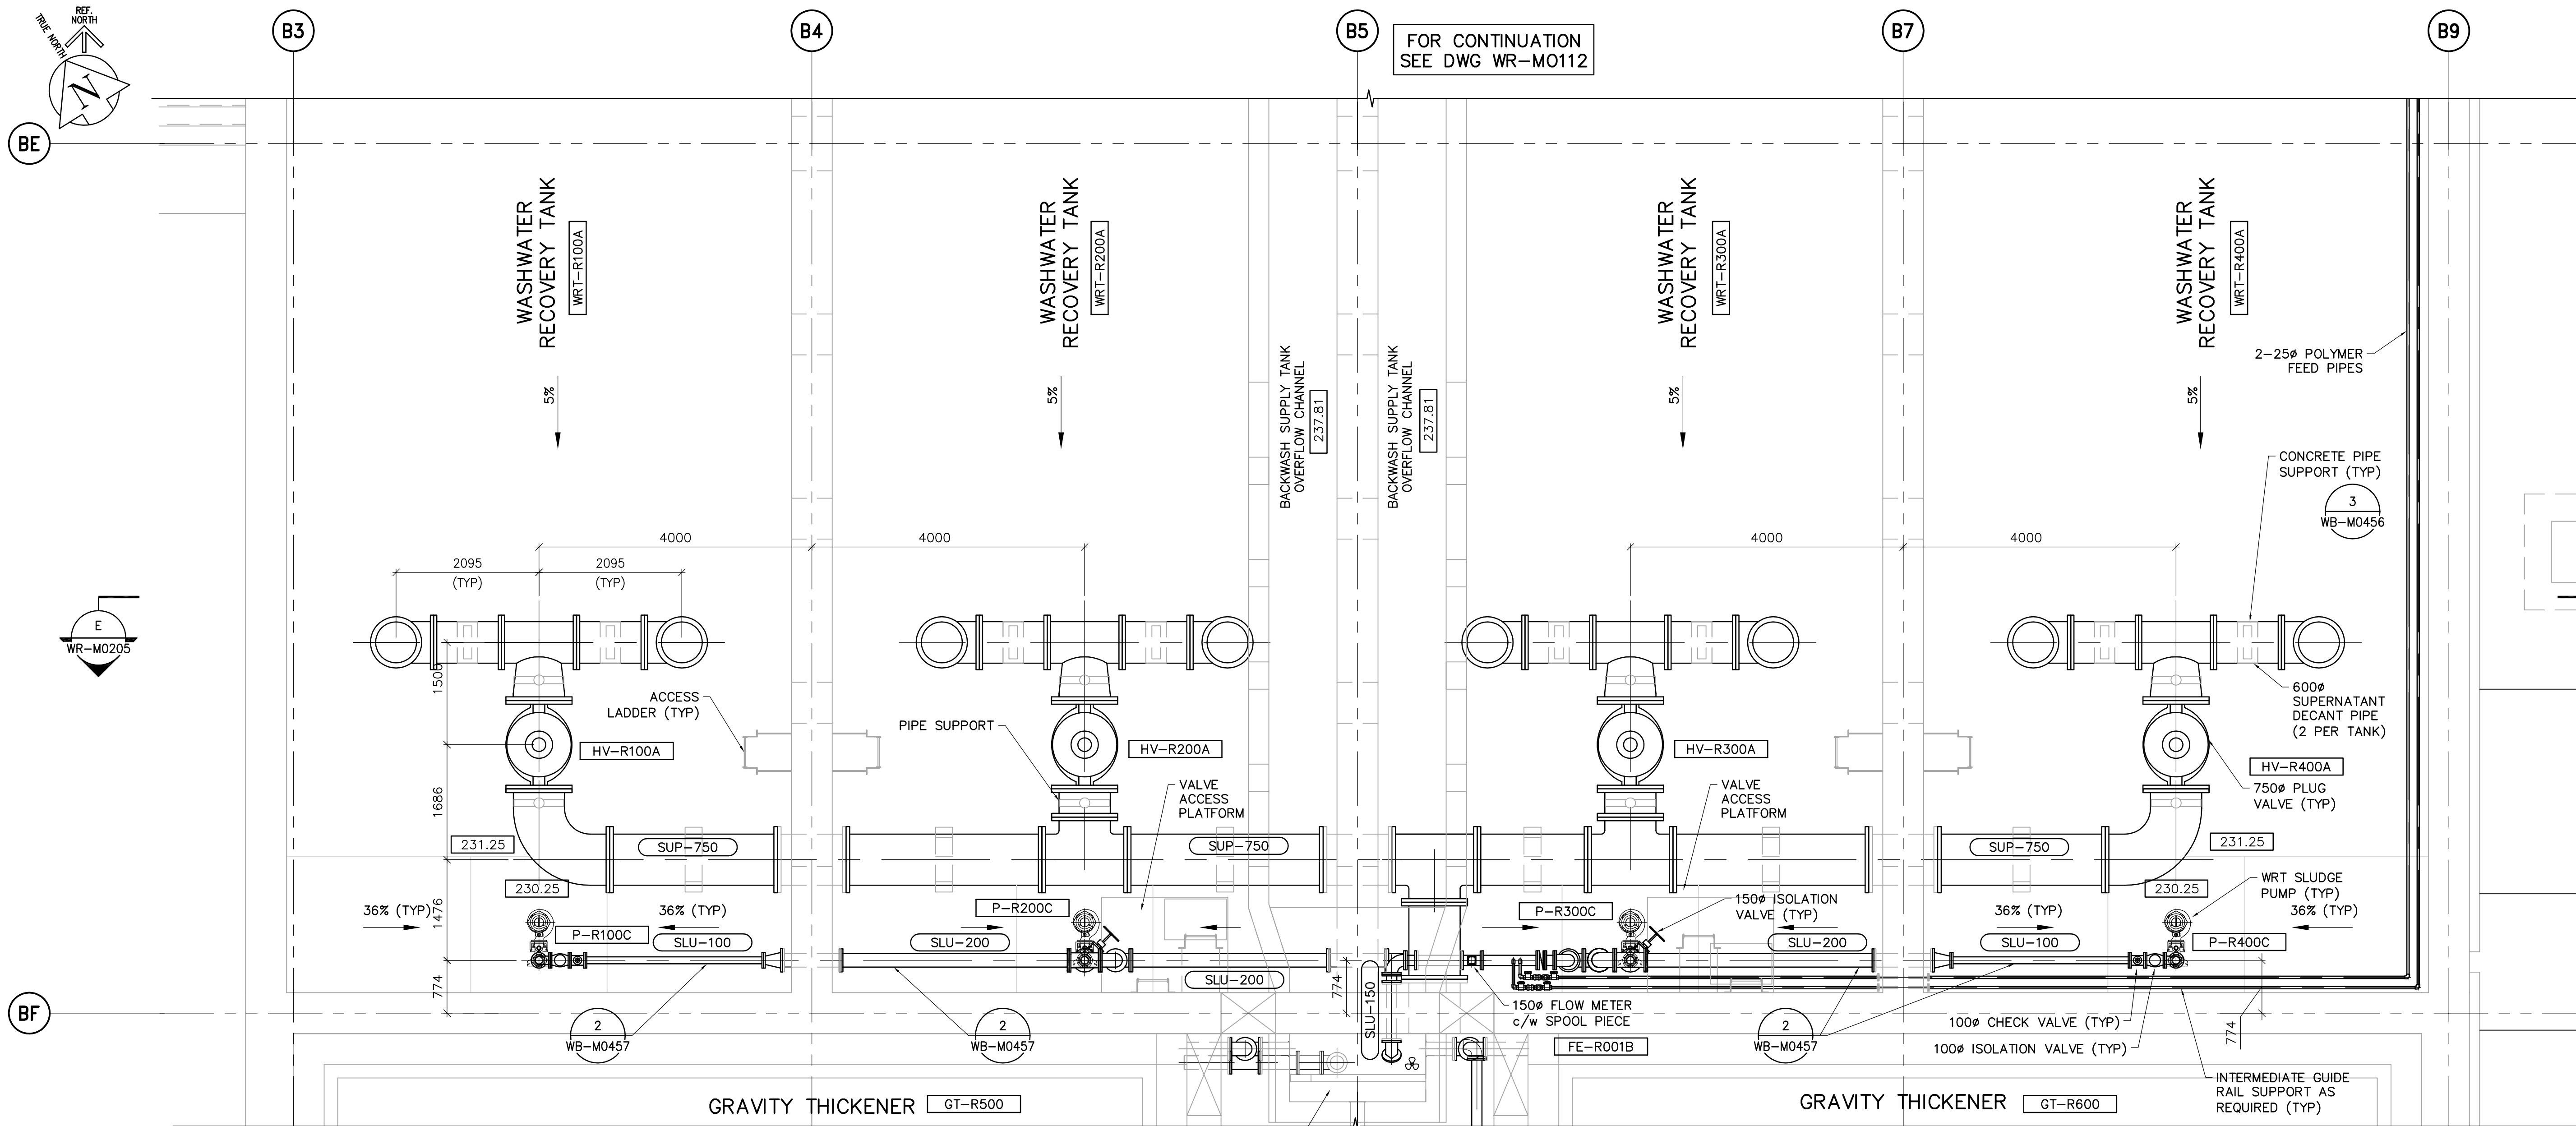 REF.
NORTH
TRUE NORTH
N
B3
B4
B5
B7
B9
FOR CONTINUATION
SEE DWG WR-MO112
BE
WASHWATER
RECOVERY TANK
WRT-R100A
WASHWATER
RECOVERY TANK
WRT-R200A
WASHWATER
RECOVERY TANK
WRT-R300A
WASHWATER
RECOVERY TANK
WRT-R400A
2-25ø POLYMER
FEED PIPES
BACKWASH SUPPLY TANK
OVERFLOW CHANNEL
237.81
BACKWASH SUPPLY TANK
OVERFLOW CHANNEL
237.81
5%
5%
5%
5%
CONCRETE PIPE
SUPPORT (TYP)
3
WB-M0456
4000
4000
4000
4000
2095
(TYP)
2095
(TYP)
E
WR-M0205
1500
ACCESS
LADDER (TYP)
PIPE SUPPORT
600ø
SUPERNATANT
DECANT PIPE
(2 PER TANK)
HV-R100A
HV-R200A
HV-R300A
HV-R400A
750ø PLUG
VALVE (TYP)
1686
VALVE
ACCESS
PLATFORM
VALVE
ACCESS
PLATFORM
231.25
SUP-750
SUP-750
SUP-750
231.25
230.25
230.25
WRT SLUDGE
PUMP (TYP)
36% (TYP)
1476
36% (TYP)
P-R100C
SLU-100
P-R200C
SLU-200
SLU-200
P-R300C
150ø ISOLATION
VALVE (TYP)
SLU-200
36% (TYP)
SLU-100
36% (TYP)
P-R400C
774
774
SLU-150
774
BF
2
WB-M0457
2
WB-M0457
150ø FLOW METER
c/w SPOOL PIECE
FE-R001B
2
WB-M0457
100ø CHECK VALVE (TYP)
100ø ISOLATION VALVE (TYP)
INTERMEDIATE GUIDE
RAIL SUPPORT AS
REQUIRED (TYP)
GRAVITY THICKENER
GT-R500
GRAVITY THICKENER
GT-R600